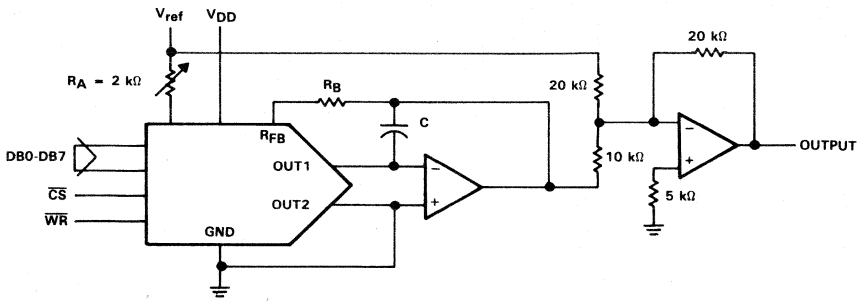 Vref
VDD
20 kΩ
RA = 2 kΩ
RB
20 kΩ
C
RFB
DB0-DB7
OUT1
−
−
OUTPUT
10 kΩ
+
CS
OUT2
+
5 kΩ
WR
GND